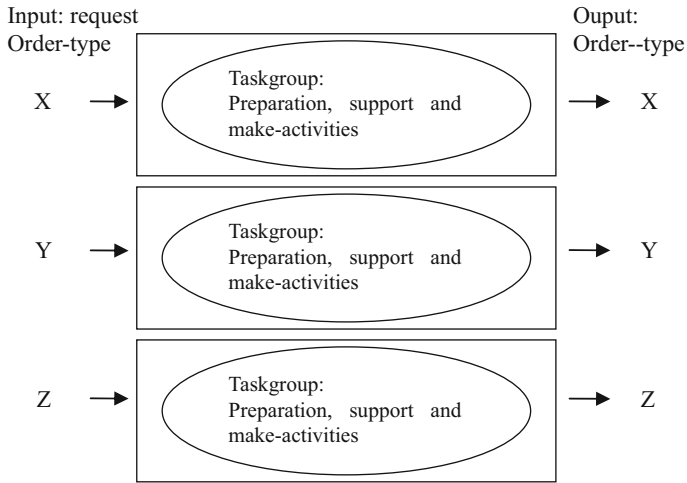 Input: request
Order-type
Ouput:
Order--type
X
Taskgroup:
Preparation, support and
make-activities
X
Y
Taskgroup:
Preparation, support and
make-activities
Y
Z
Taskgroup:
Preparation, support and
make-activities
Z